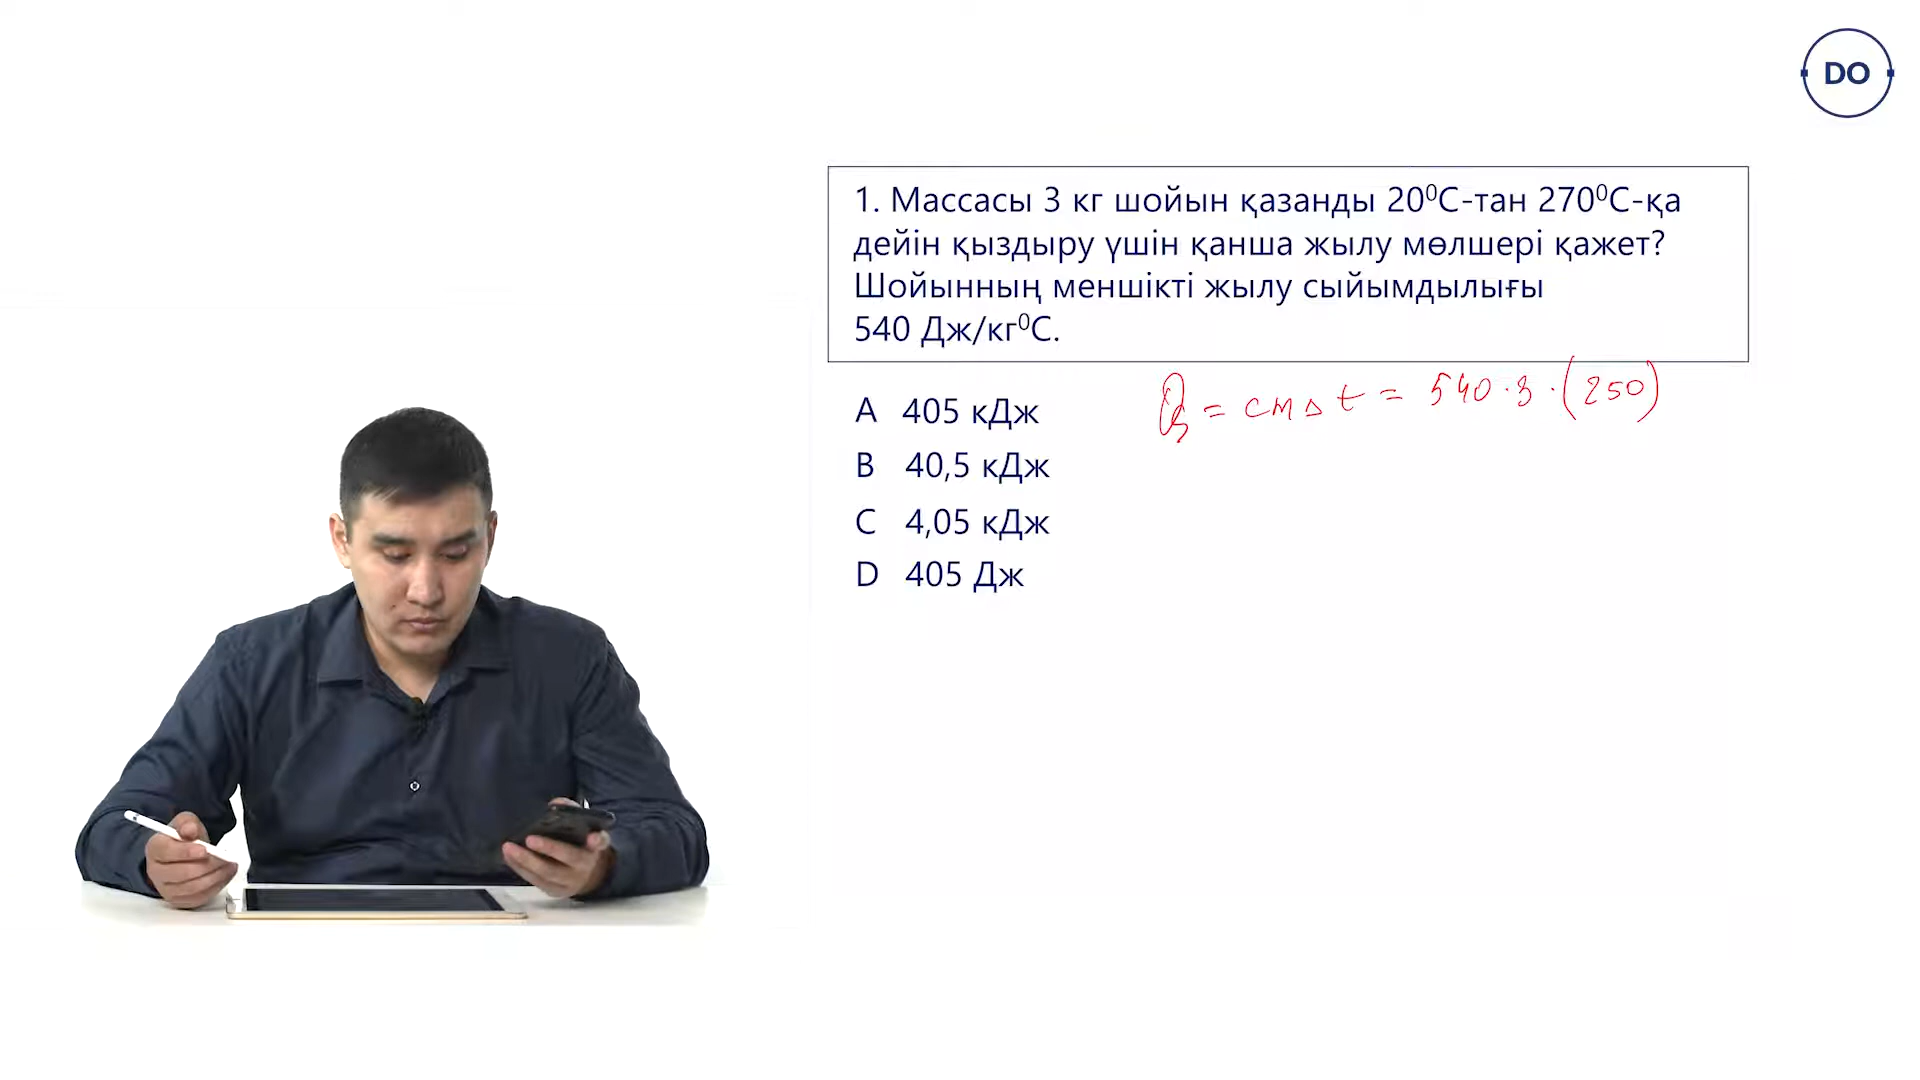 DO
1. Массасы 3 кг шойын қазанды 20⁰С-тан 270⁰С-қа
дейін қыздыру үшін қанша жылу мөлшері қажет?
Шойынның меншікті жылу сыйымдылығы
540 Дж/кг⁰С.
Q = cm∆t = 540·3·(250)
A 405 кДж
B 40,5 кДж
C 4,05 кДж
D 405 Дж